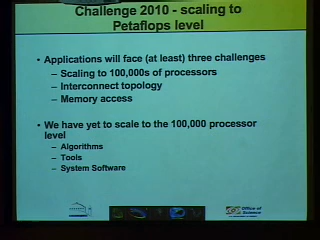 Challenge 2010 - scaling to
Petaflops level
• Applications will face (at least) three challenges
– Scaling to 100,000s of processors
– Interconnect topology
– Memory access
• We have yet to scale to the 100,000 processor
level
– Algorithms
– Tools
– System Software
Office of
Science